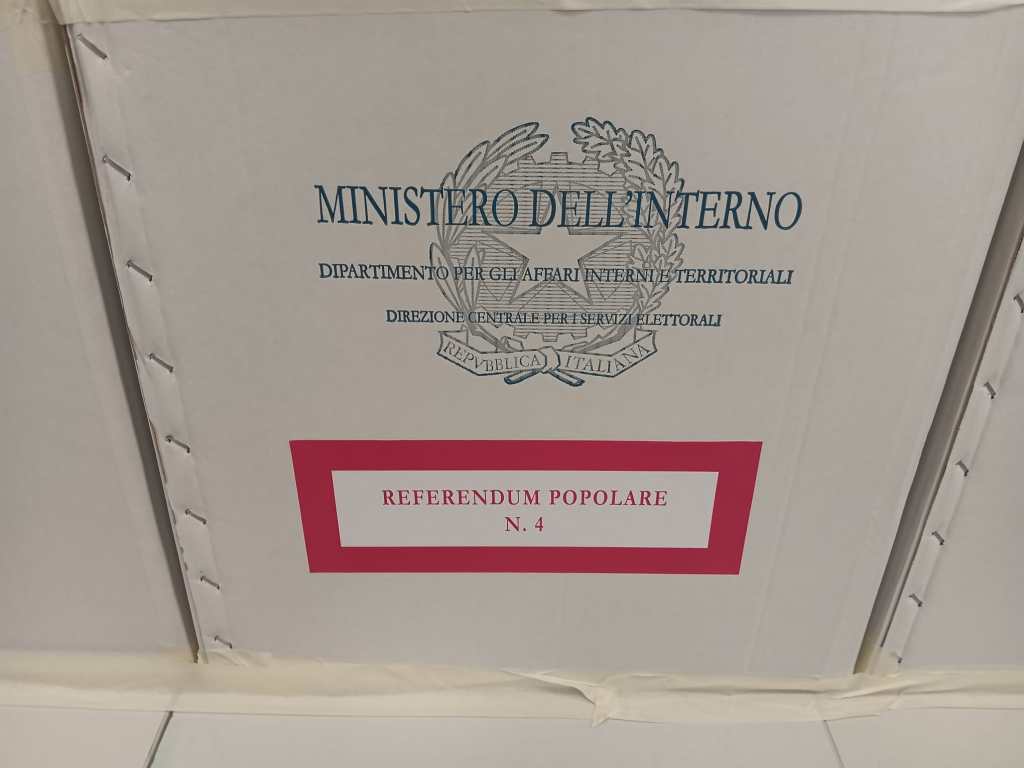 MINISTERO DELL'INTERNO
DIPARTIMENTO PER GLI AFFARI INTERNI E TERRITORIALI
DIREZIONE CENTRALE PER I SERVIZI ELETTORALI
REPVBBLICA ITALIANA
REFERENDUM POPOLARE
N. 4